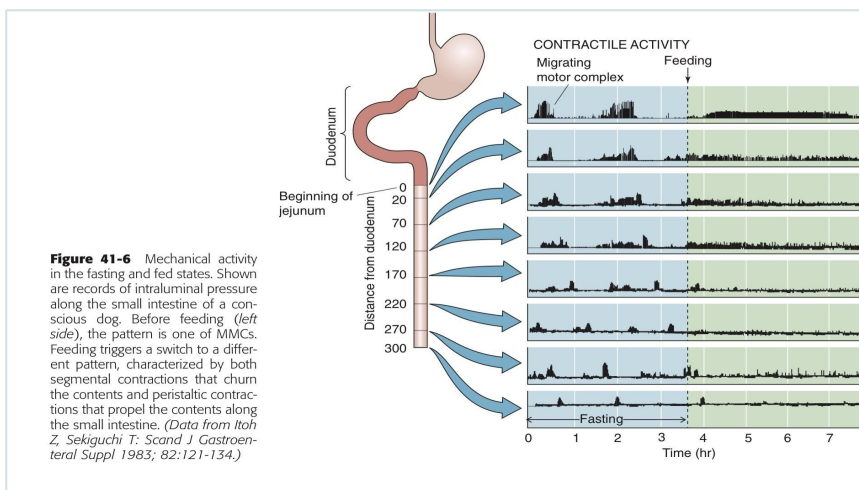 CONTRACTILE ACTIVITY
Migrating
motor complex
Feeding
Duodenum
Beginning of
jejunum
Distance from duodenum
0
20
70
120
170
220
270
300
Fasting
0 1 2 3 4 5 6 7
Time (hr)
Figure 41-6 Mechanical activity
in the fasting and fed states. Shown
are records of intraluminal pressure
along the small intestine of a con-
scious dog. Before feeding (left
side), the pattern is one of MMCs.
Feeding triggers a switch to a differ-
ent pattern, characterized by both
segmental contractions that churn
the contents and peristaltic contrac-
tions that propel the contents along
the small intestine. (Data from Itoh
Z, Sekiguchi T: Scand J Gastroen-
teral Suppl 1983; 82:121-134.)